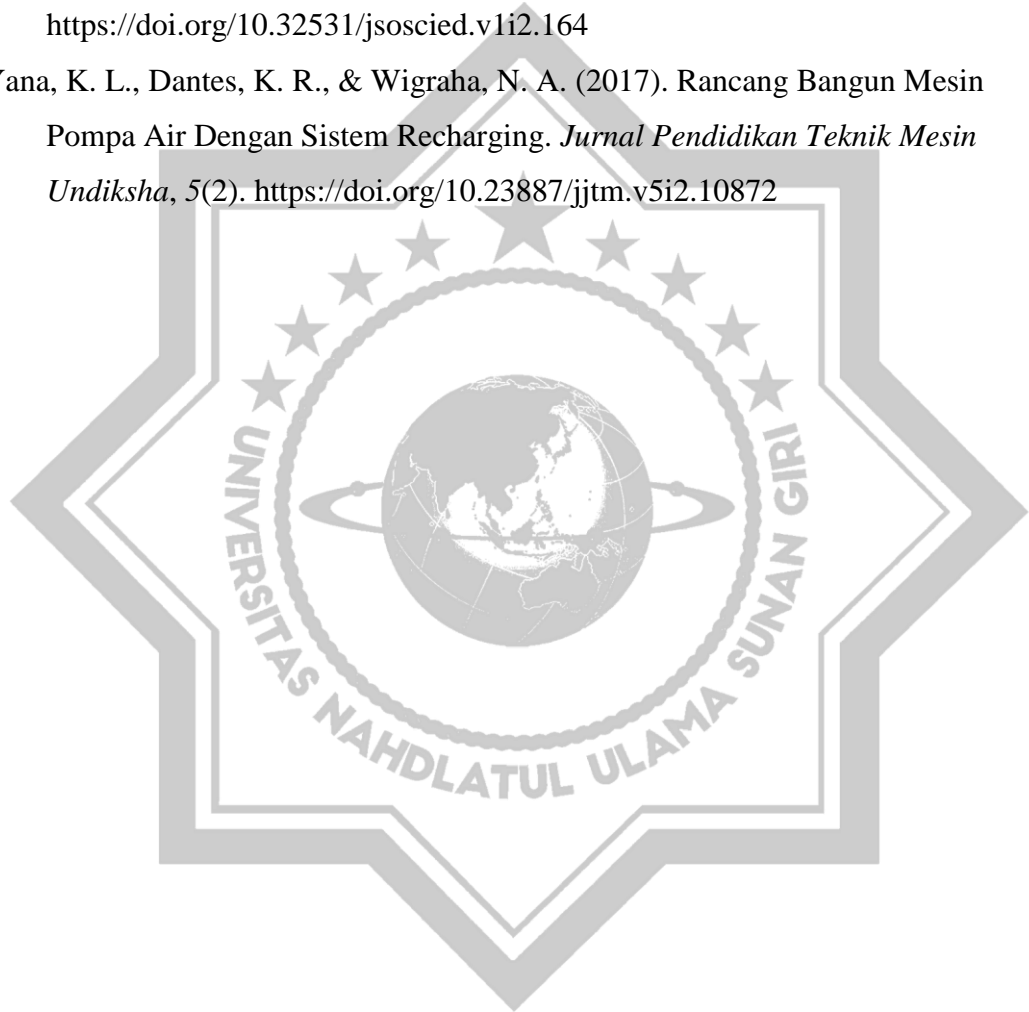 https://doi.org/10.32531/jsoscied.v1i2.164
Yana, K. L., Dantes, K. R., & Wigraha, N. A. (2017). Rancang Bangun Mesin
Pompa Air Dengan Sistem Recharging. Jurnal Pendidikan Teknik Mesin
Undiksha, 5(2). https://doi.org/10.23887/jjtm.v5i2.10872
UNIVERSITAS NAHDLATUL ULAMA SUNAN GIRI